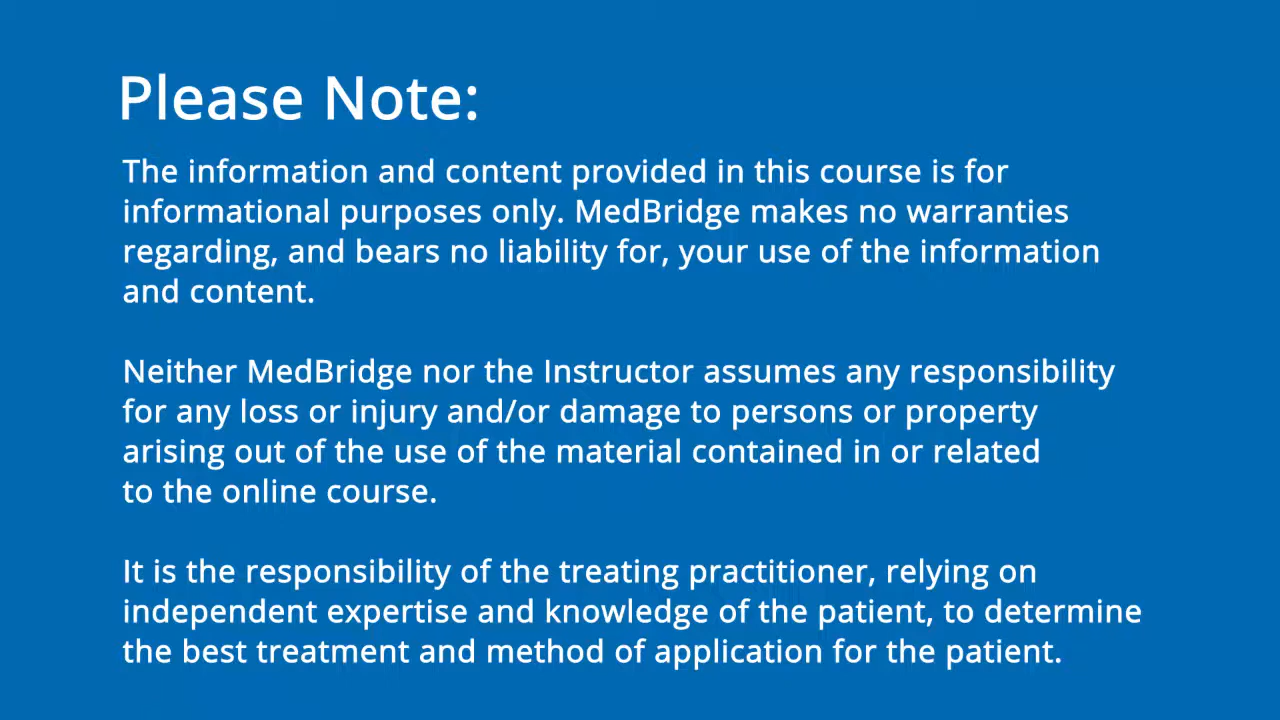 Please Note:
The information and content provided in this course is for
informational purposes only. MedBridge makes no warranties
regarding, and bears no liability for, your use of the information
and content.
Neither MedBridge nor the Instructor assumes any responsibility
for any loss or injury and/or damage to persons or property
arising out of the use of the material contained in or related
to the online course.
It is the responsibility of the treating practitioner, relying on
independent expertise and knowledge of the patient, to determine
the best treatment and method of application for the patient.